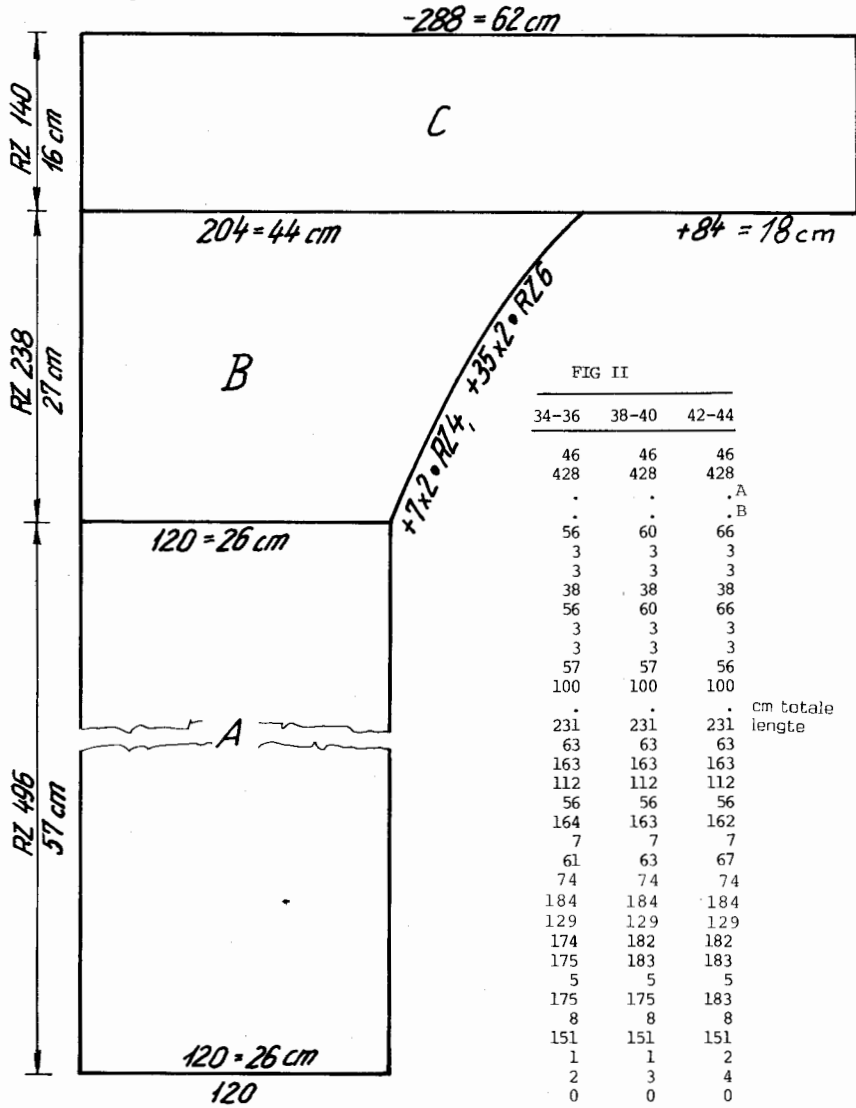 -288 = 62 cm
RZ 140
16 cm
C
204 = 44 cm
+84 = 18 cm
RZ 238
27 cm
B
+7x2•RZ4, +35x2•RZ6
120 = 26 cm
FIG II
34-36 38-40 42-44
46 46 46
428 428 428
. . . A
. . . B
56 60 66
3 3 3
3 3 3
38 38 38
56 60 66
3 3 3
3 3 3
57 57 56
100 100 100
. . . cm totale
231 231 231 lengte
63 63 63
163 163 163
112 112 112
56 56 56
164 163 162
7 7 7
61 63 67
74 74 74
184 184 184
129 129 129
174 182 182
175 183 183
5 5 5
175 175 183
8 8 8
151 151 151
1 1 2
2 3 4
0 0 0
A
RZ 496
57 cm
120 = 26 cm
120